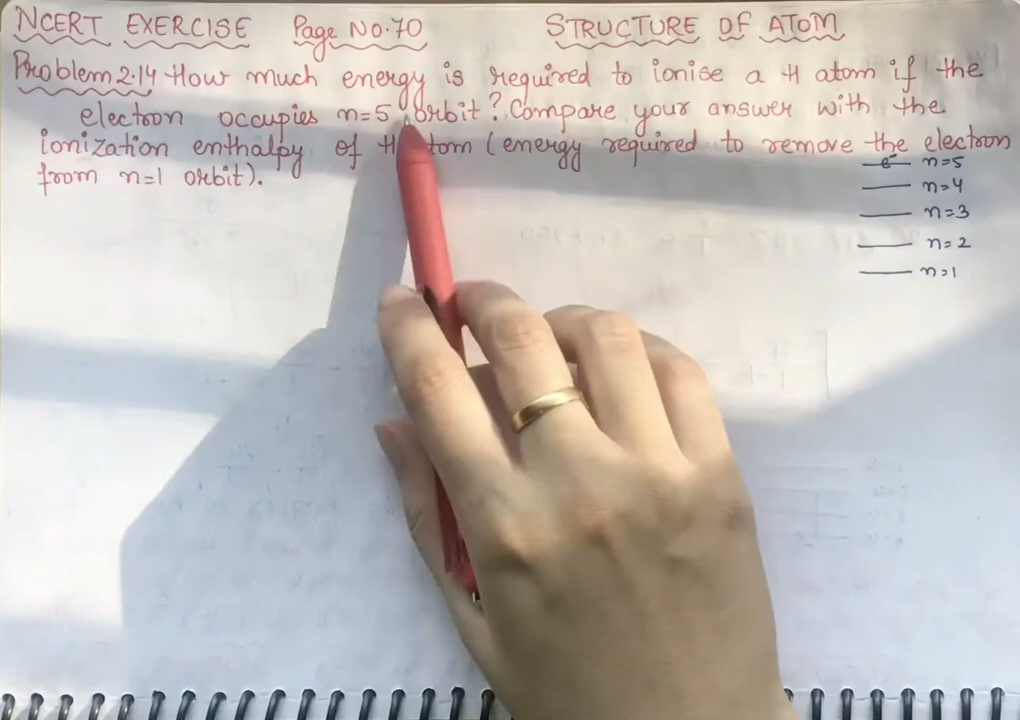 NCERT EXERCISE Page No.70 STRUCTURE OF ATOM
Problem 2.14 How much energy is required to ionise a H atom if the
electron occupies n=5 orbit? Compare your answer with the
ionization enthalpy of H atom (energy required to remove the electron
from n=1 orbit).
e⁻ n=5
n=4
n=3
n=2
n=1